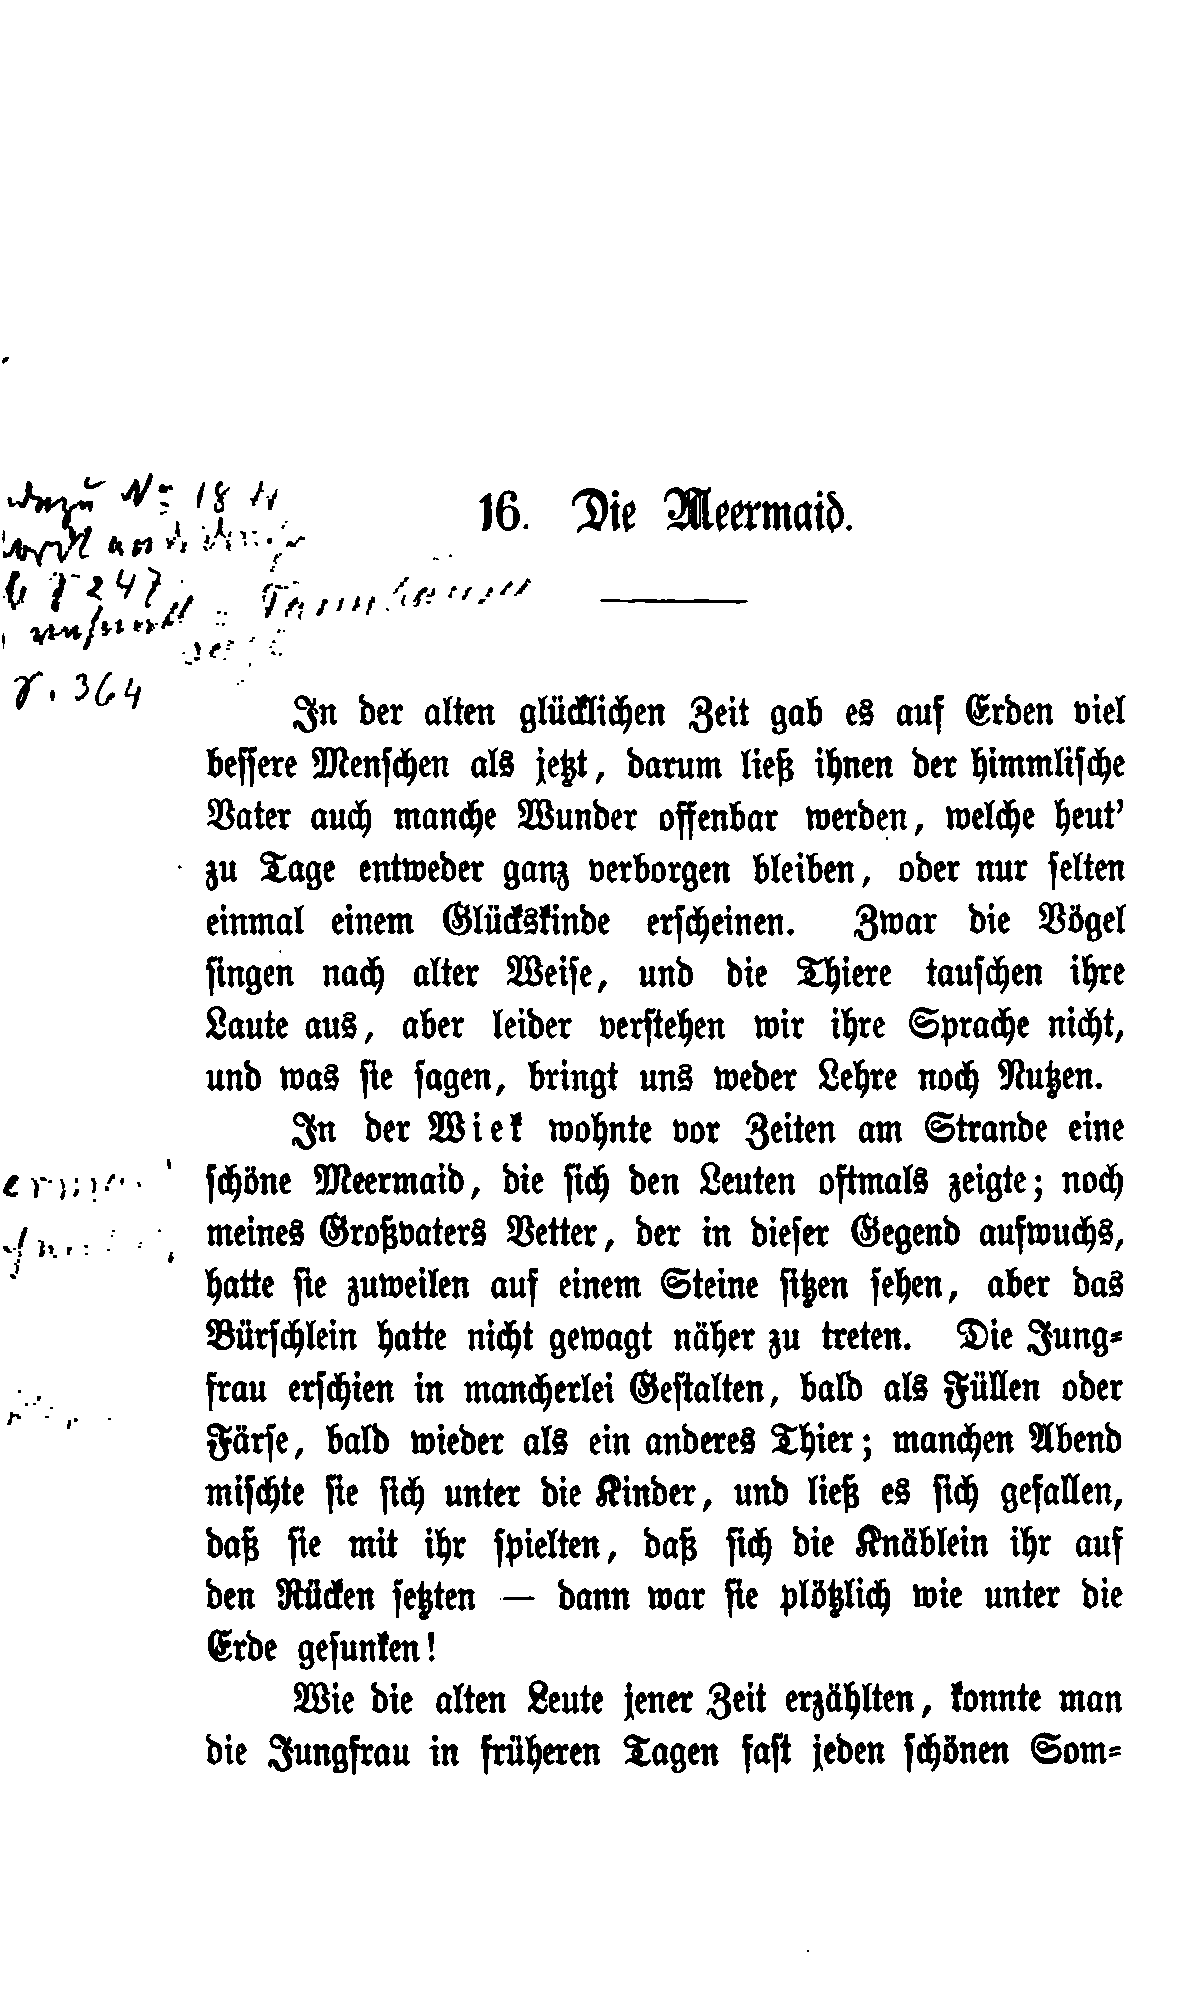 dazu No 18
247
16. Die Meermaid.
364
In der alten glücklichen Zeit gab es auf Erden viel
bessere Menschen als jetzt, darum ließ ihnen der himmlische
Vater auch manche Wunder offenbar werden, welche heut'
zu Tage entweder ganz verborgen bleiben, oder nur selten
einmal einem Glückskinde erscheinen. Zwar die Vögel
singen nach alter Weise, und die Thiere tauschen ihre
Laute aus, aber leider verstehen wir ihre Sprache nicht,
und was sie sagen, bringt uns weder Lehre noch Nutzen.
In der Wiek wohnte vor Zeiten am Strande eine
schöne Meermaid, die sich den Leuten oftmals zeigte; noch
meines Großvaters Vetter, der in dieser Gegend aufwuchs,
hatte sie zuweilen auf einem Steine sitzen sehen, aber das
Bürschlein hatte nicht gewagt näher zu treten. Die Jung-
frau erschien in mancherlei Gestalten, bald als Füllen oder
Färse, bald wieder als ein anderes Thier; manchen Abend
mischte sie sich unter die Kinder, und ließ es sich gefallen,
daß sie mit ihr spielten, daß sich die Knäblein ihr auf
den Rücken setzten — dann war sie plötzlich wie unter die
Erde gesunken!
Wie die alten Leute jener Zeit erzählten, konnte man
die Jungfrau in früheren Tagen fast jeden schönen Som-